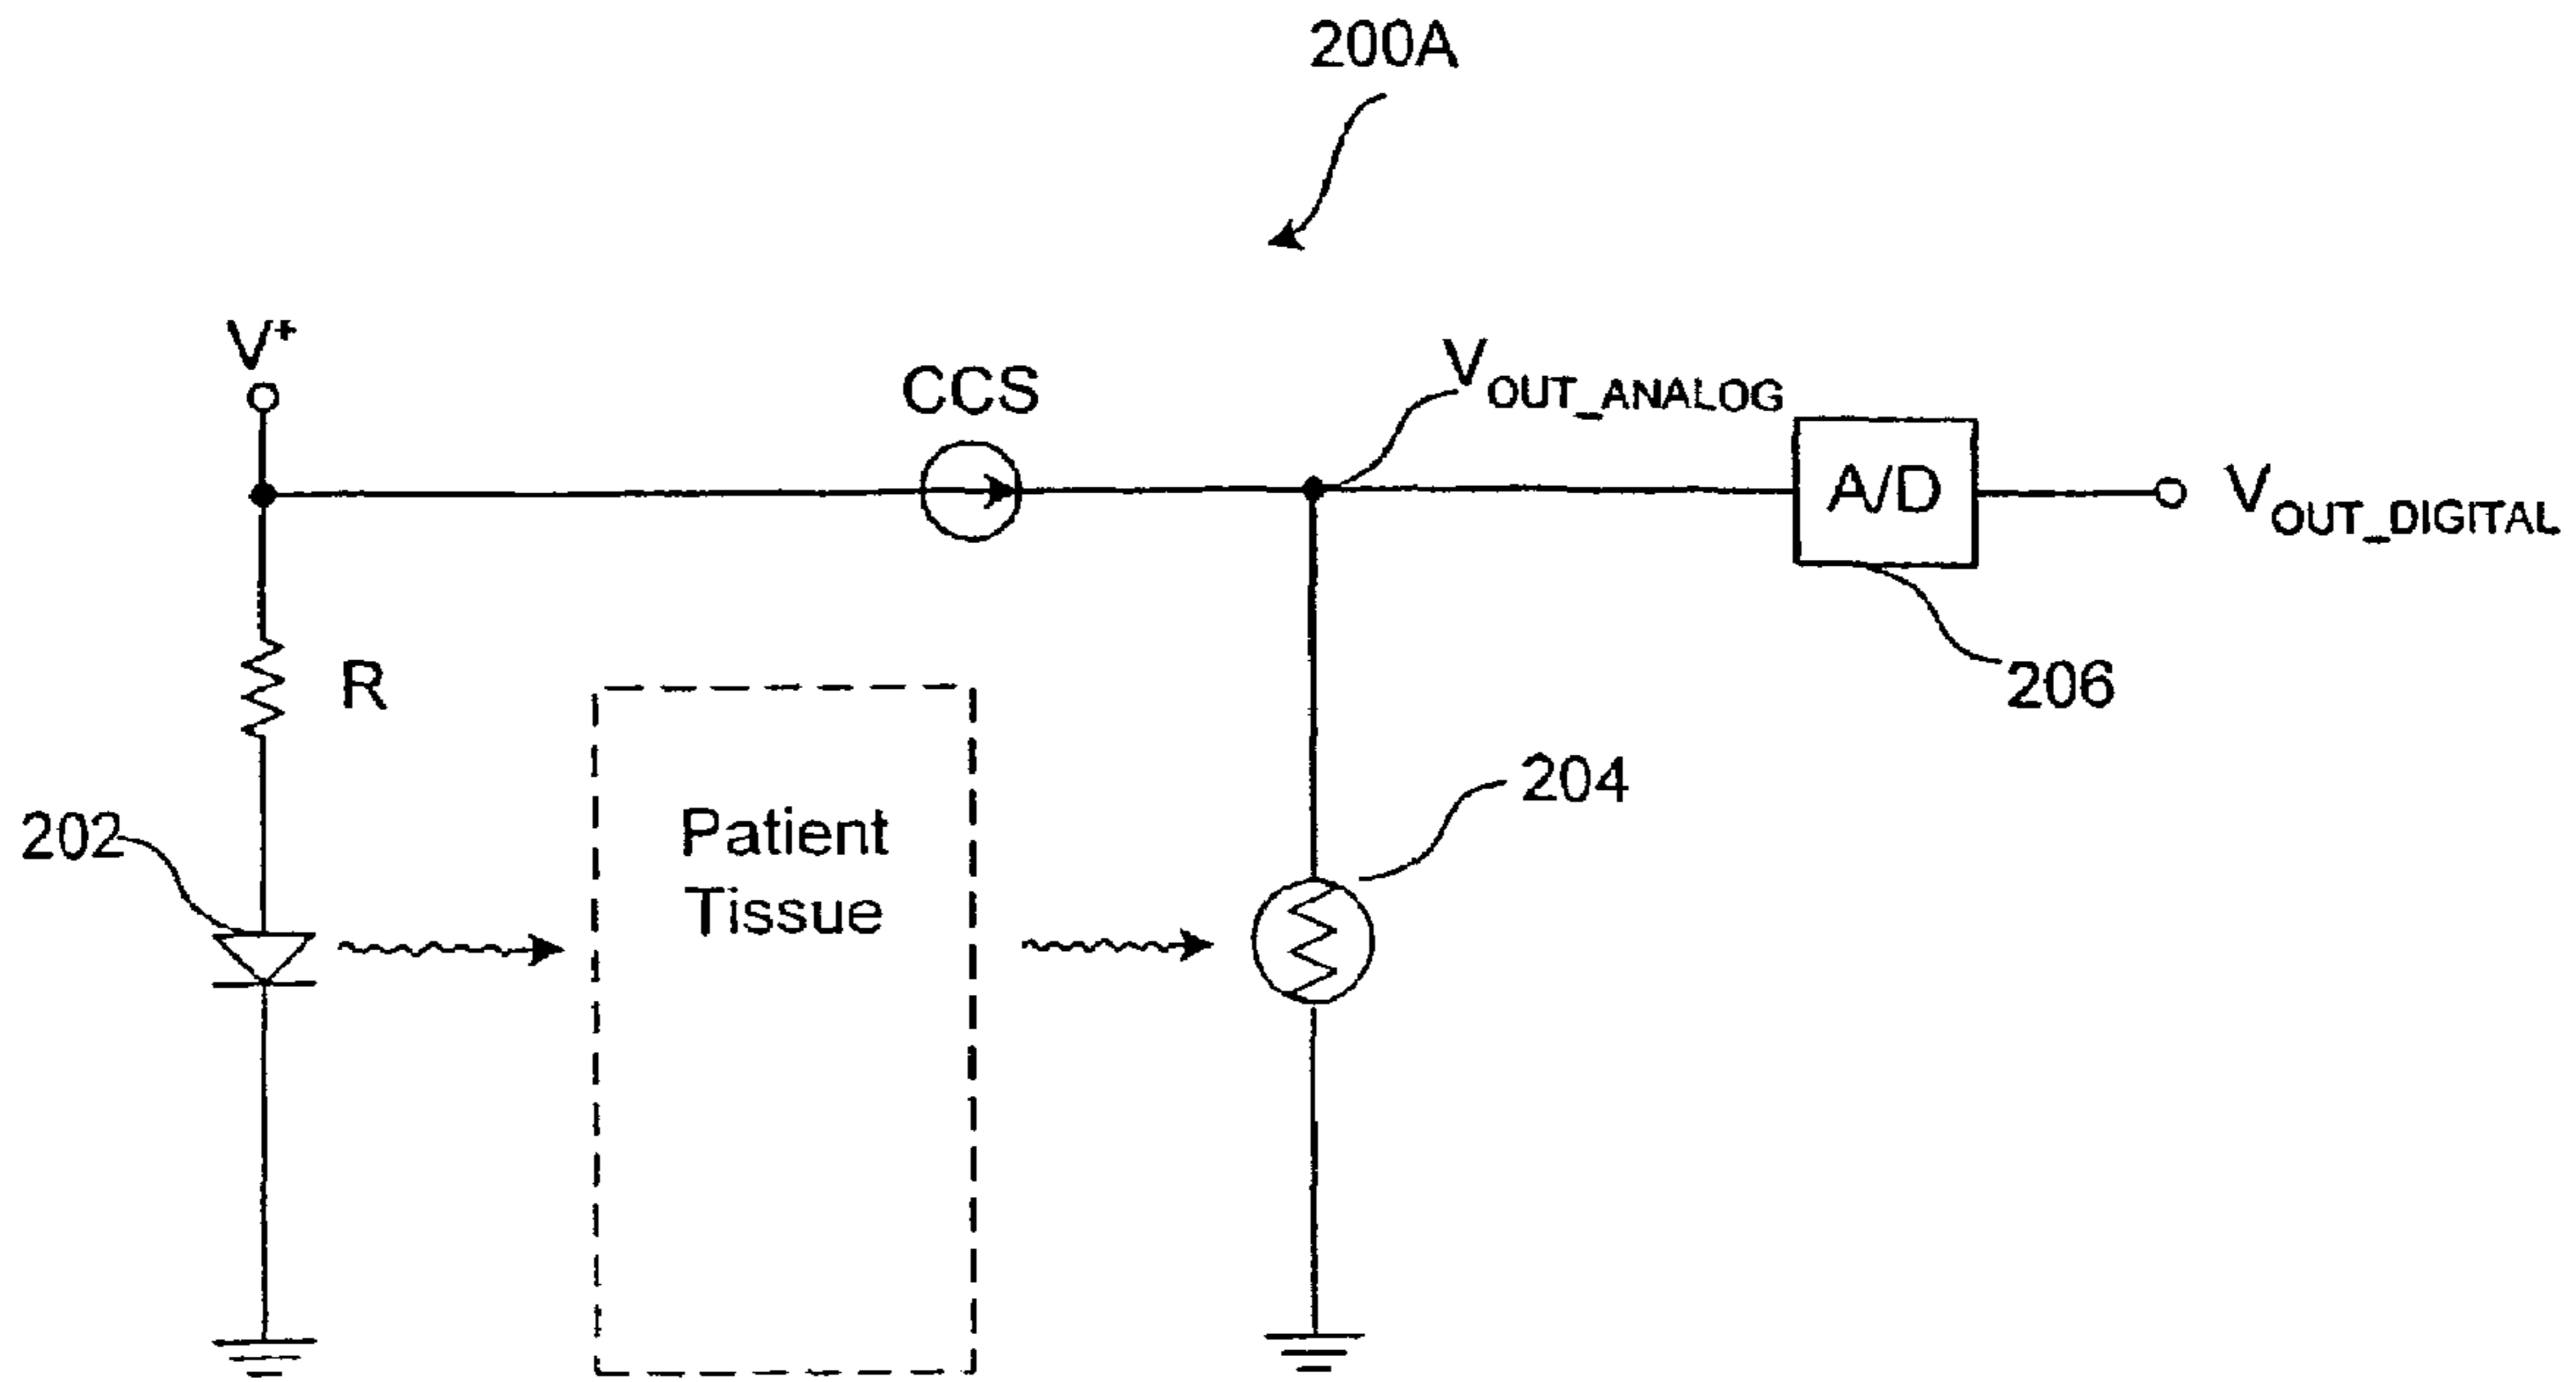 200A
V+
CCS
VOUT_ANALOG
A/D
VOUT_DIGITAL
R
206
204
202
Patient
Tissue